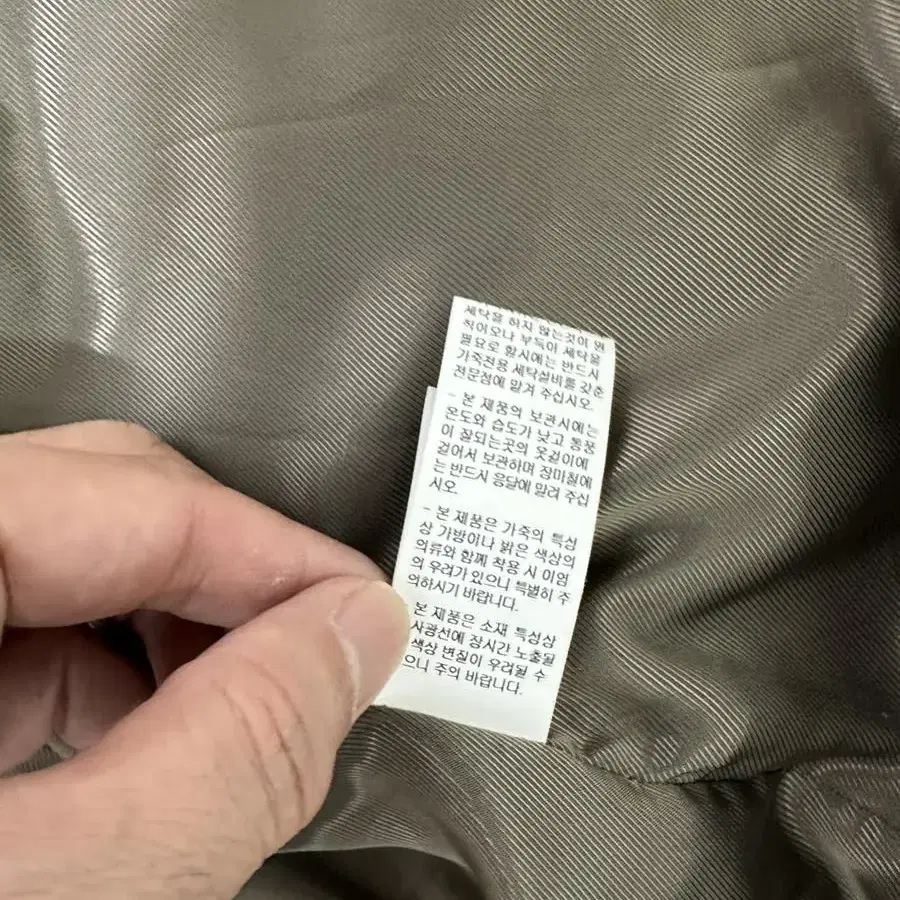 세탁을 하지 않는것이 원
칙이오나 부득이 세탁을
필요로 할시에는 반드시
가죽전용 세탁설비를 갖춘
전문점에 맡겨 주십시오.
- 본 제품의 보관시에는
온도와 습도가 낮고 통풍
이 잘되는곳의 옷걸이에
걸어서 보관하며 장마철에
는 반드시 응달에 말려 주십
시오.
- 본 제품은 가죽의 특성
상 가방이나 밝은 색상의
의류와 함께 착용 시 이염
의 우려가 있으니 특별히 주
의하시기 바랍니다.
본 제품은 소재 특성상
사광선에 장시간 노출될
색상 변질이 우려될 수
으니 주의 바랍니다.